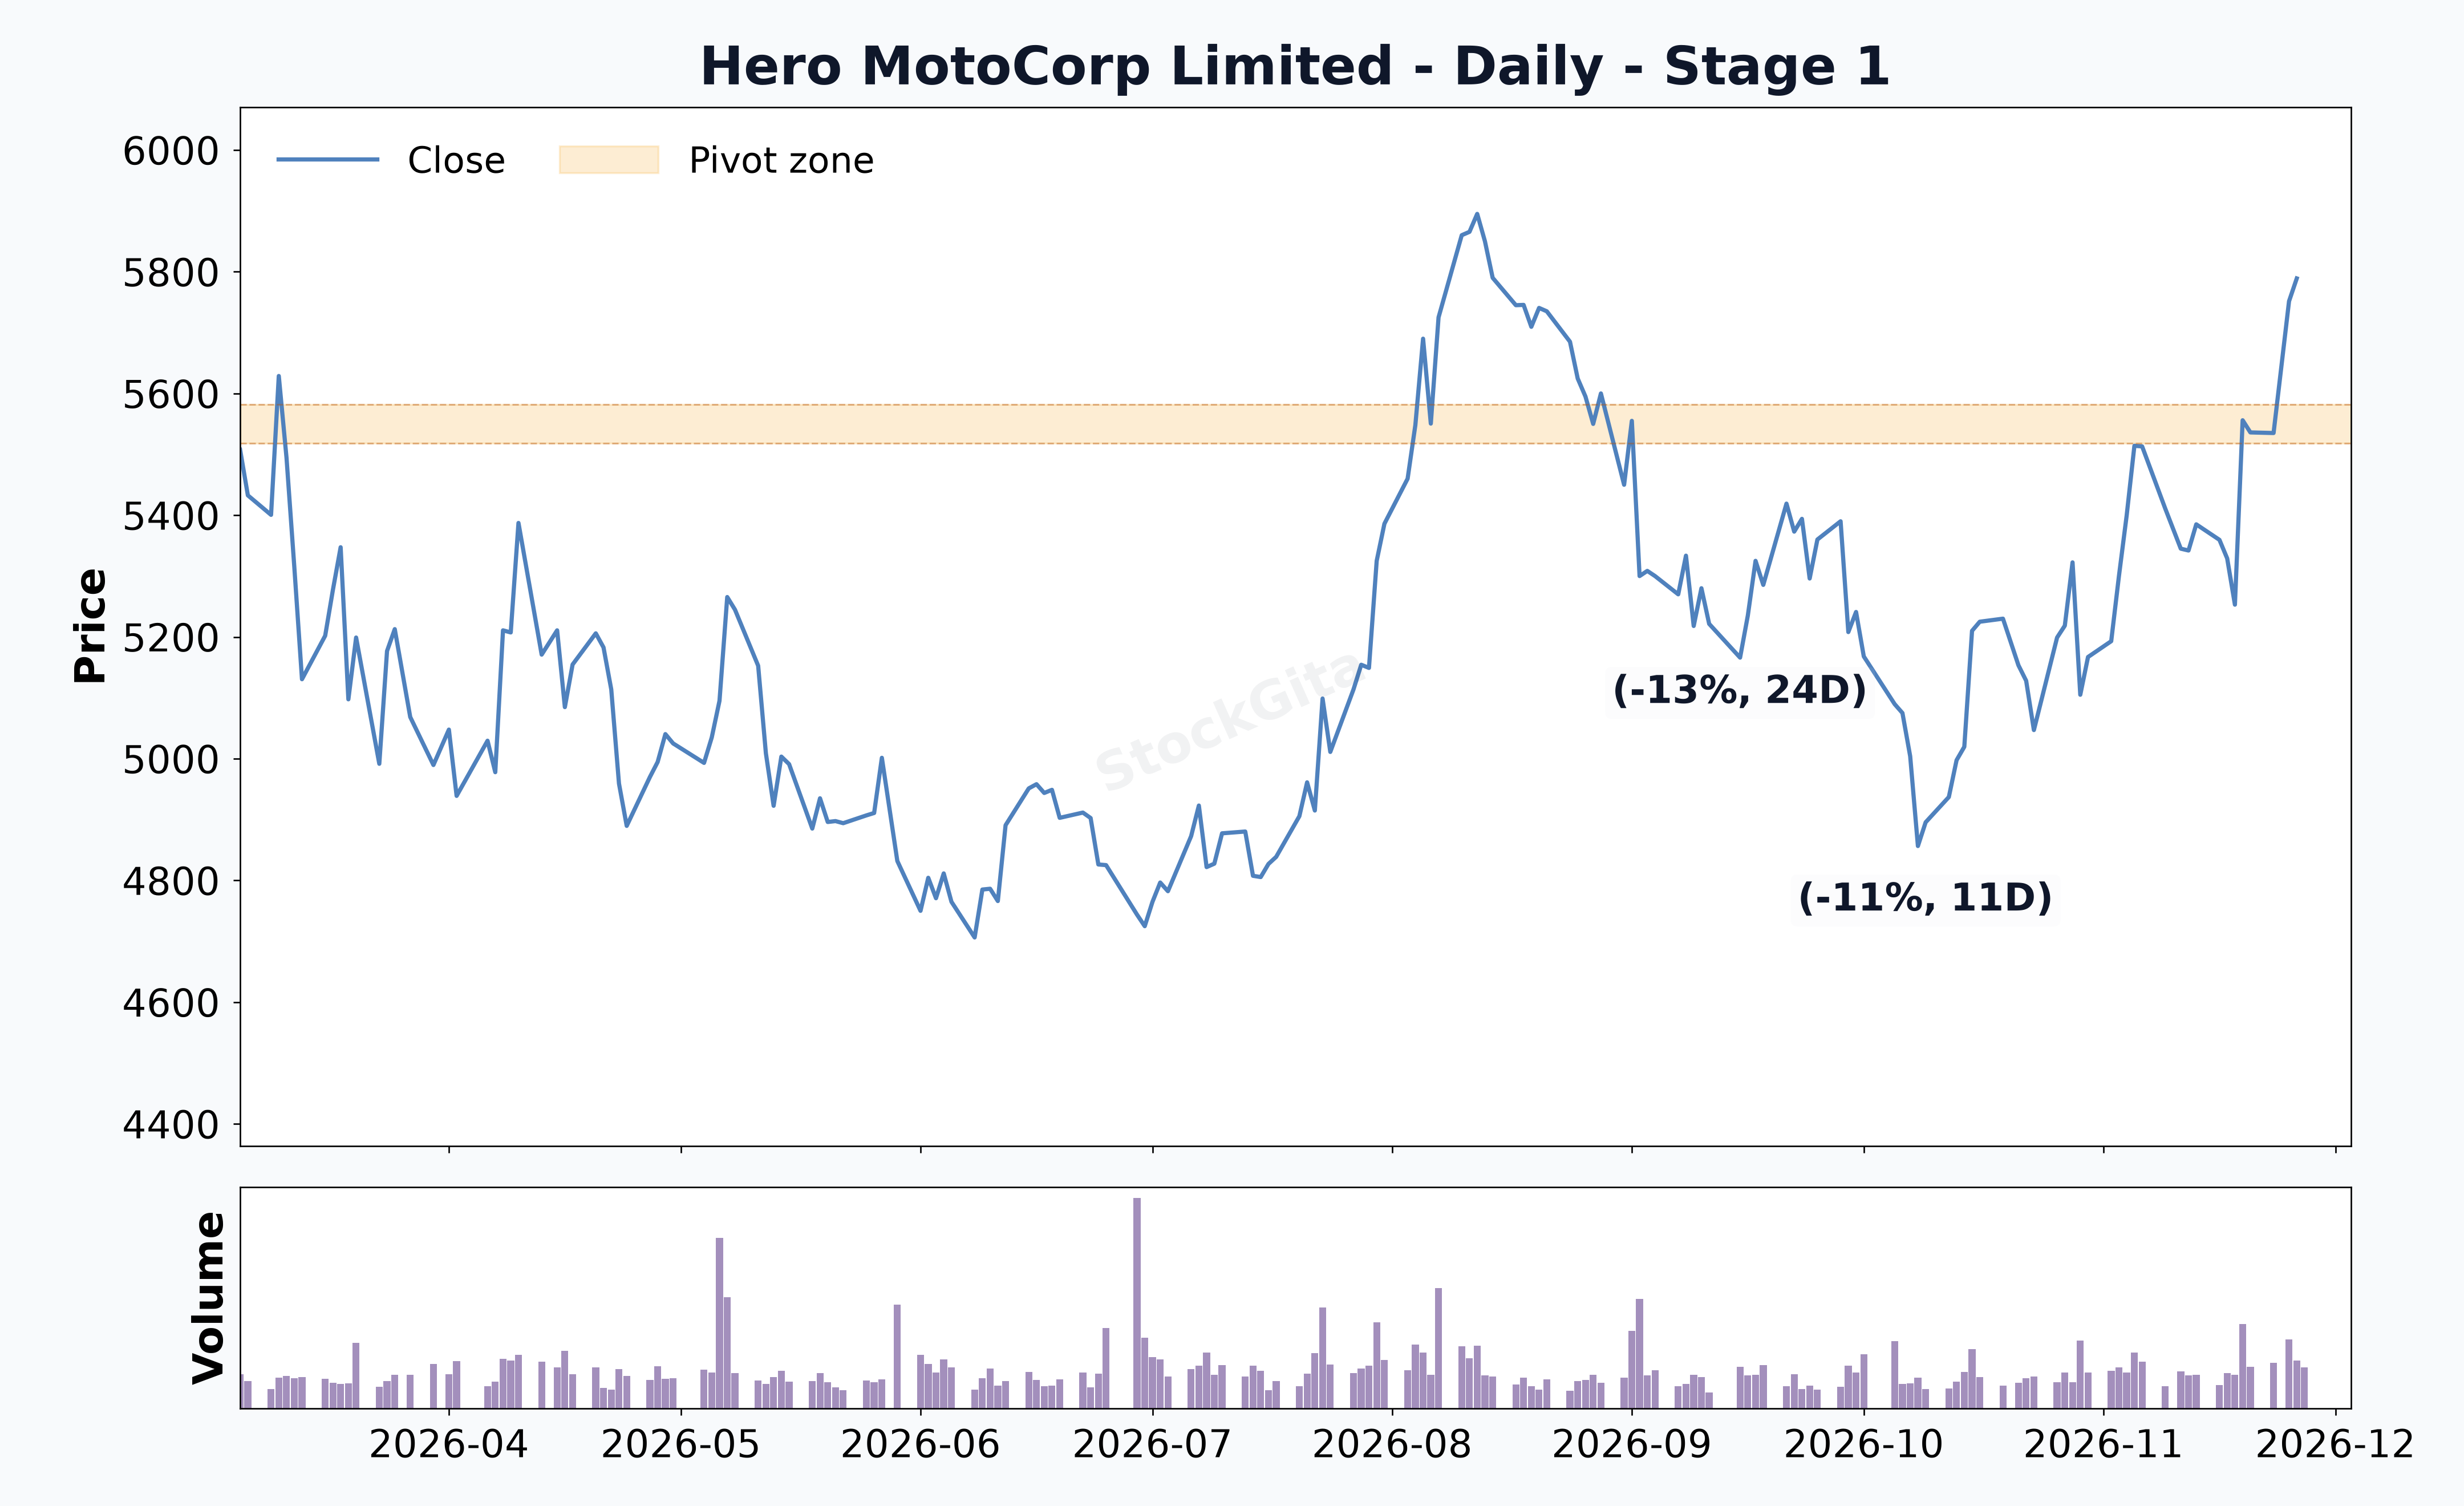 Hero MotoCorp Limited - Daily - Stage 1
Close
Pivot zone
6000
5800
5600
5400
5200
5000
4800
4600
4400
Price
StockGita
(-13%, 24D)
(-11%, 11D)
Volume
2026-04
2026-05
2026-06
2026-07
2026-08
2026-09
2026-10
2026-11
2026-12